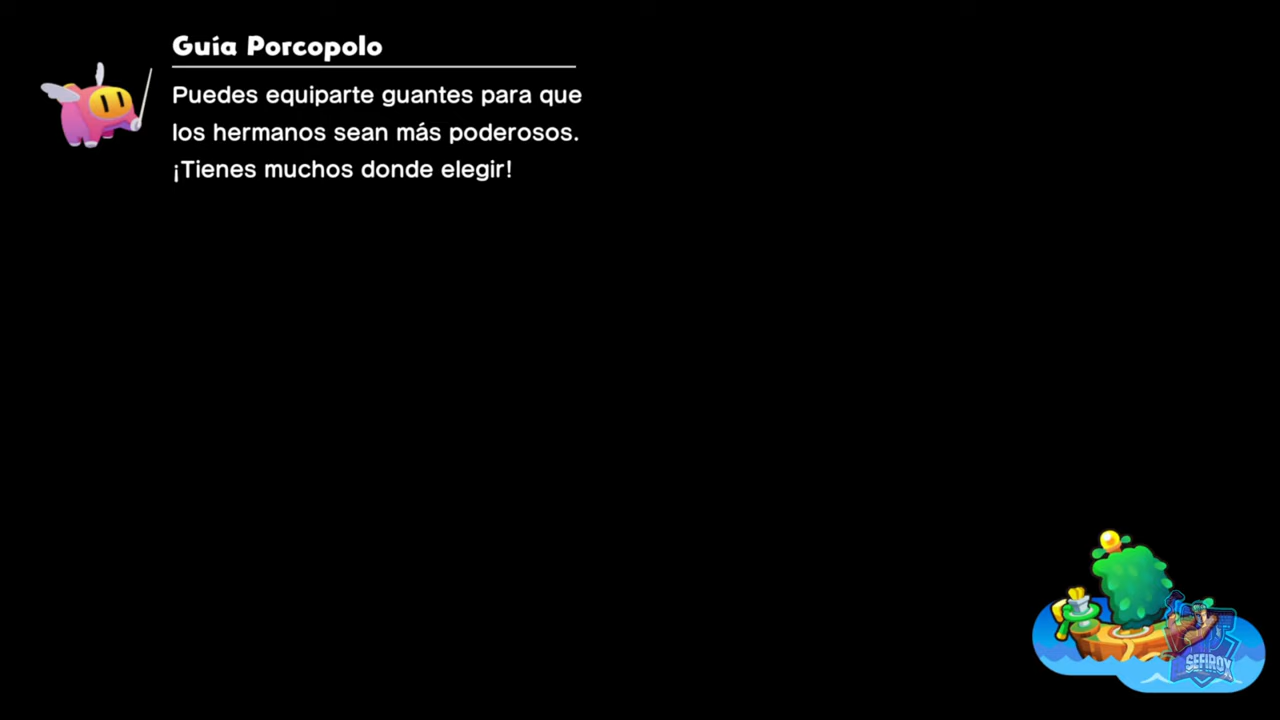 Guía Porcopolo
Puedes equiparte guantes para que
los hermanos sean más poderosos.
¡Tienes muchos donde elegir!
SEFIROX